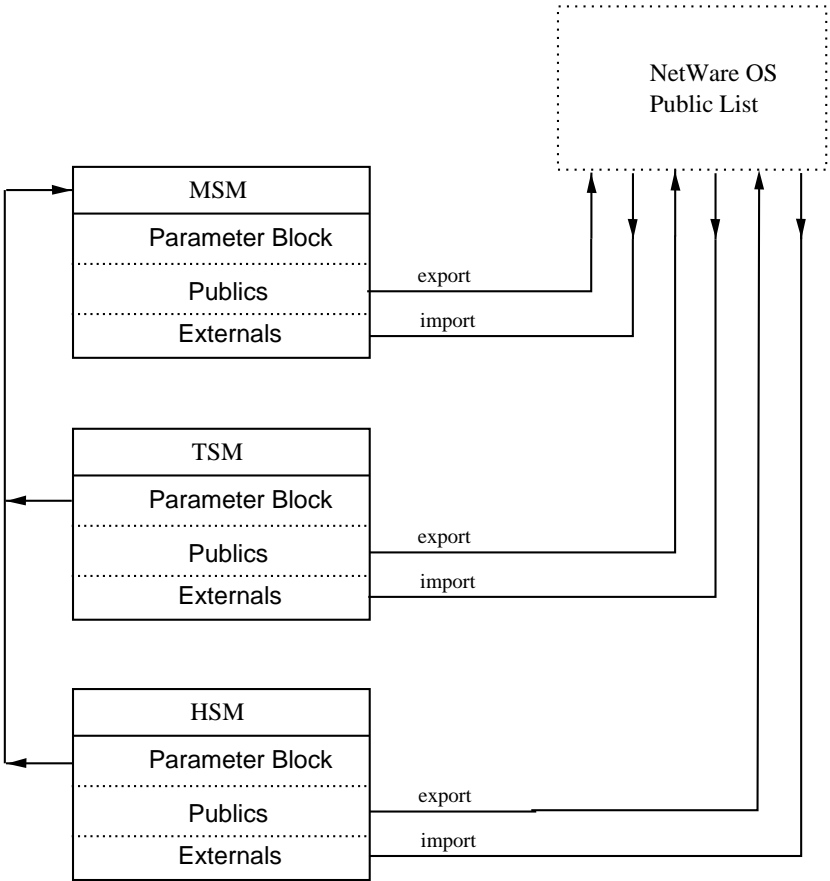 NetWare OS
Public List
MSM
Parameter Block
Publics
export
Externals
import
TSM
Parameter Block
Publics
export
Externals
import
HSM
Parameter Block
Publics
export
Externals
import